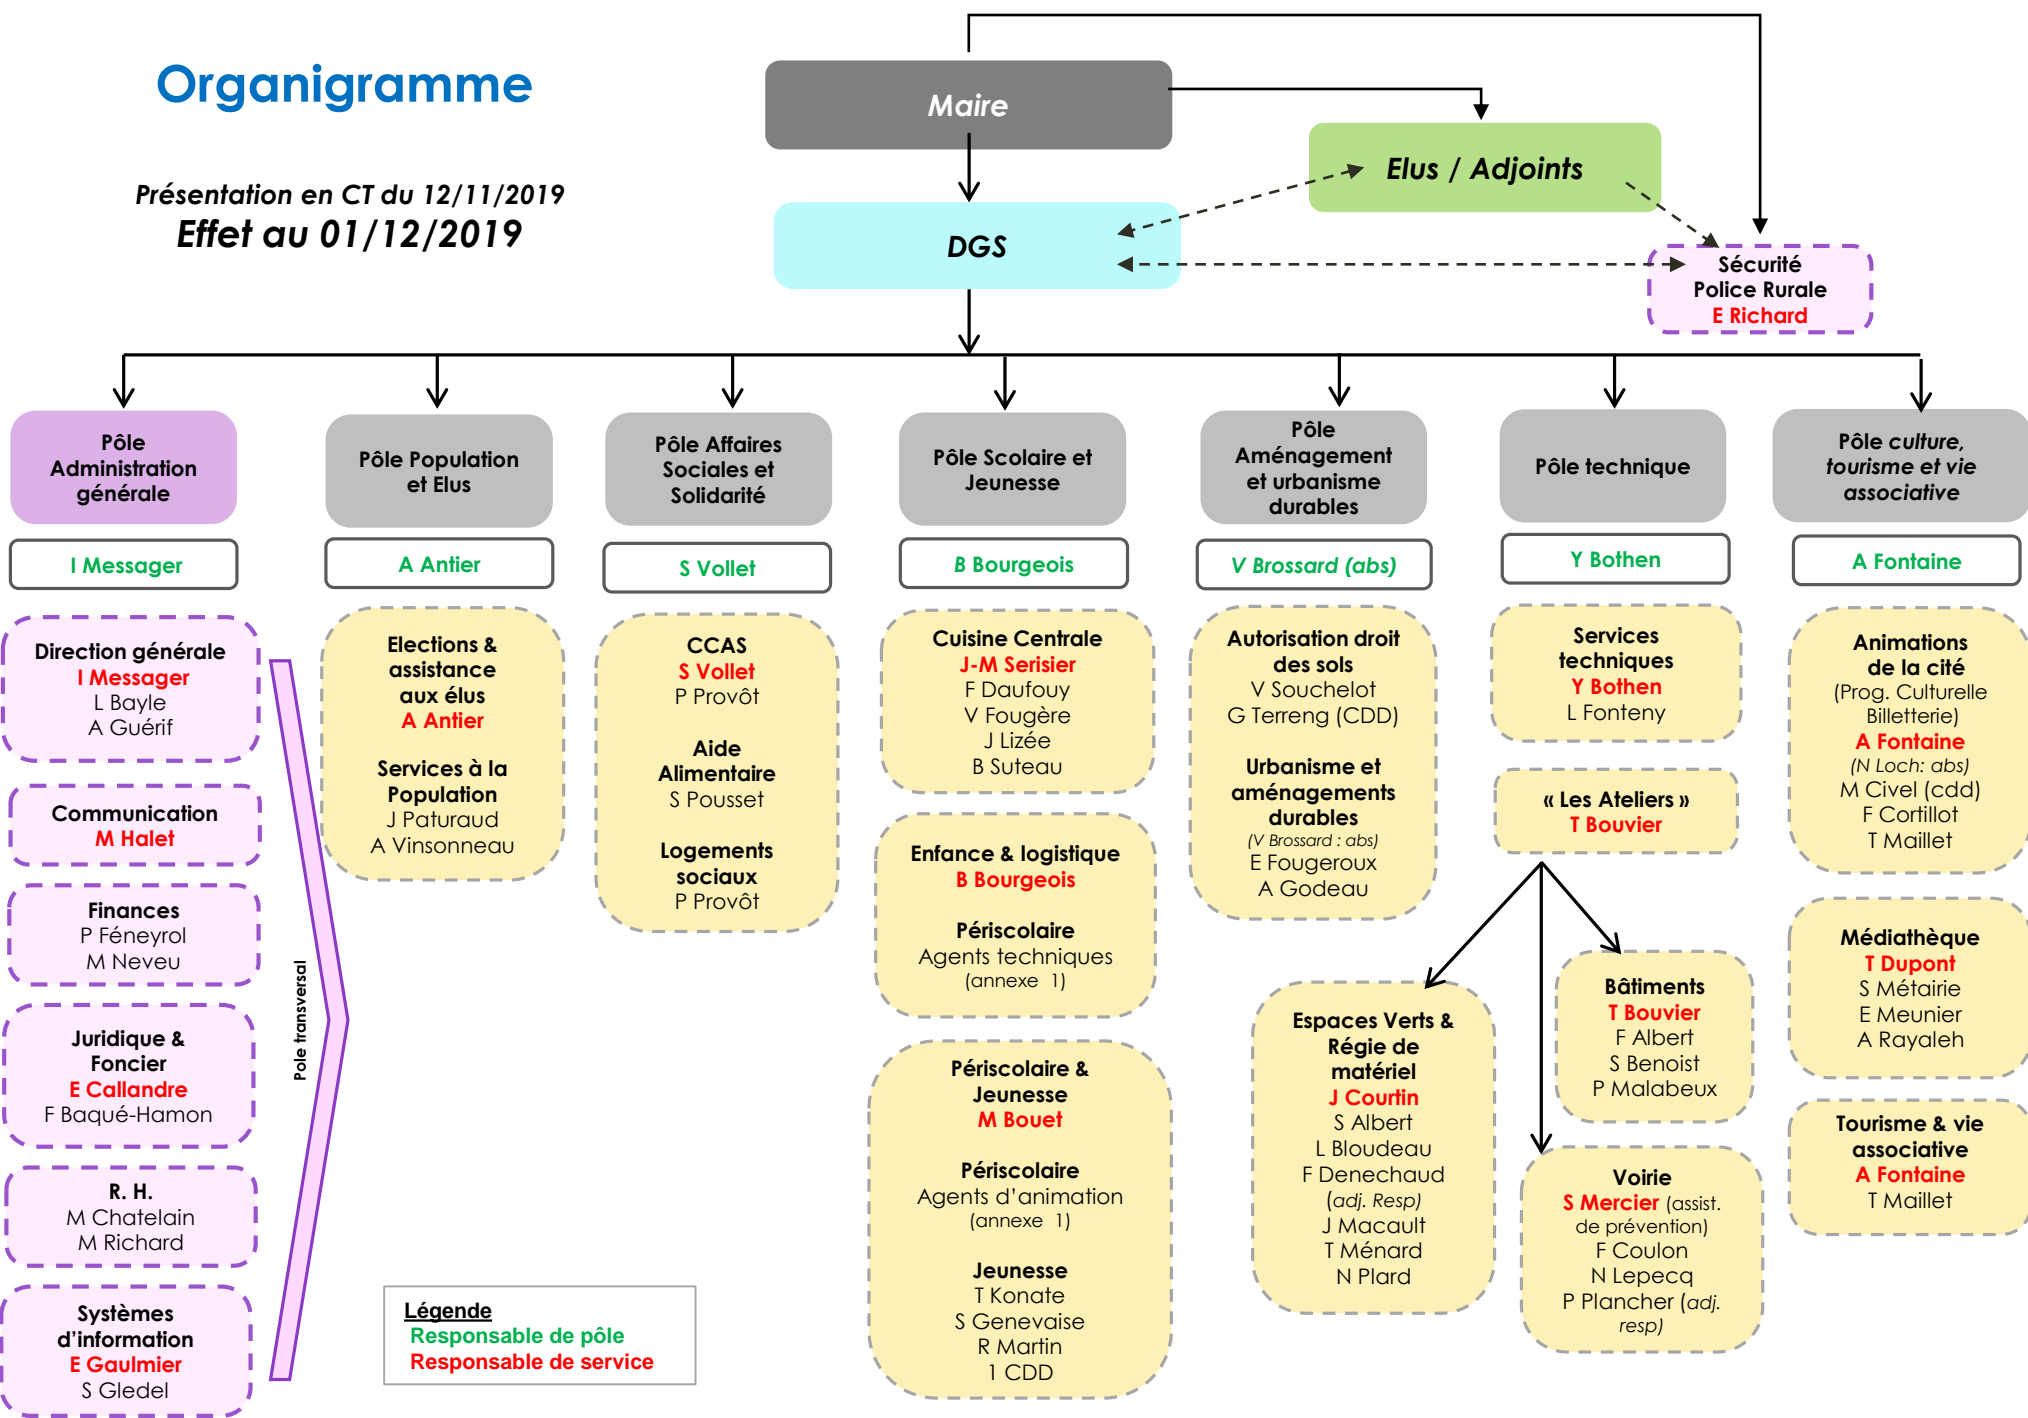 Organigramme
Présentation en CT du 12/11/2019
Effet au 01/12/2019
Maire
Elus / Adjoints
DGS
Sécurité
Police Rurale
E Richard
Pôle
Administration
générale
I Messager
Direction générale
I Messager
L Bayle
A Guérif
Communication
M Halet
Finances
P Féneyrol
M Neveu
Juridique &
Foncier
E Callandre
F Baqué-Hamon
R. H.
M Chatelain
M Richard
Systèmes
d'information
E Gaulmier
S Gledel
Pole transversal
Pôle Population
et Elus
A Antier
Elections &
assistance
aux élus
A Antier
Services à la
Population
J Paturaud
A Vinsonneau
Pôle Affaires
Sociales et
Solidarité
S Vollet
CCAS
S Vollet
P Provôt
Aide
Alimentaire
S Pousset
Logements
sociaux
P Provôt
Pôle Scolaire et
Jeunesse
B Bourgeois
Cuisine Centrale
J-M Serisier
F Daufouy
V Fougère
J Lizée
B Suteau
Enfance & logistique
B Bourgeois
Périscolaire
Agents techniques
(annexe 1)
Périscolaire &
Jeunesse
M Bouet
Périscolaire
Agents d'animation
(annexe 1)
Jeunesse
T Konate
S Genevaise
R Martin
1 CDD
Pôle
Aménagement
et urbanisme
durables
V Brossard (abs)
Autorisation droit
des sols
V Souchelot
G Terreng (CDD)
Urbanisme et
aménagements
durables
(V Brossard : abs)
E Fougeroux
A Godeau
Pôle technique
Y Bothen
Services
techniques
Y Bothen
L Fonteny
« Les Ateliers »
T Bouvier
Espaces Verts &
Régie de
matériel
J Courtin
S Albert
L Bloudeau
F Denechaud
(adj. Resp)
J Macault
T Ménard
N Plard
Bâtiments
T Bouvier
F Albert
S Benoist
P Malabeux
Voirie
S Mercier (assist.
de prévention)
F Coulon
N Lepecq
P Plancher (adj.
resp)
Pôle culture,
tourisme et vie
associative
A Fontaine
Animations
de la cité
(Prog. Culturelle
Billetterie)
A Fontaine
(N Loch: abs)
M Civel (cdd)
F Cortillot
T Maillet
Médiathèque
T Dupont
S Métairie
E Meunier
A Rayaleh
Tourisme & vie
associative
A Fontaine
T Maillet
Légende
Responsable de pôle
Responsable de service